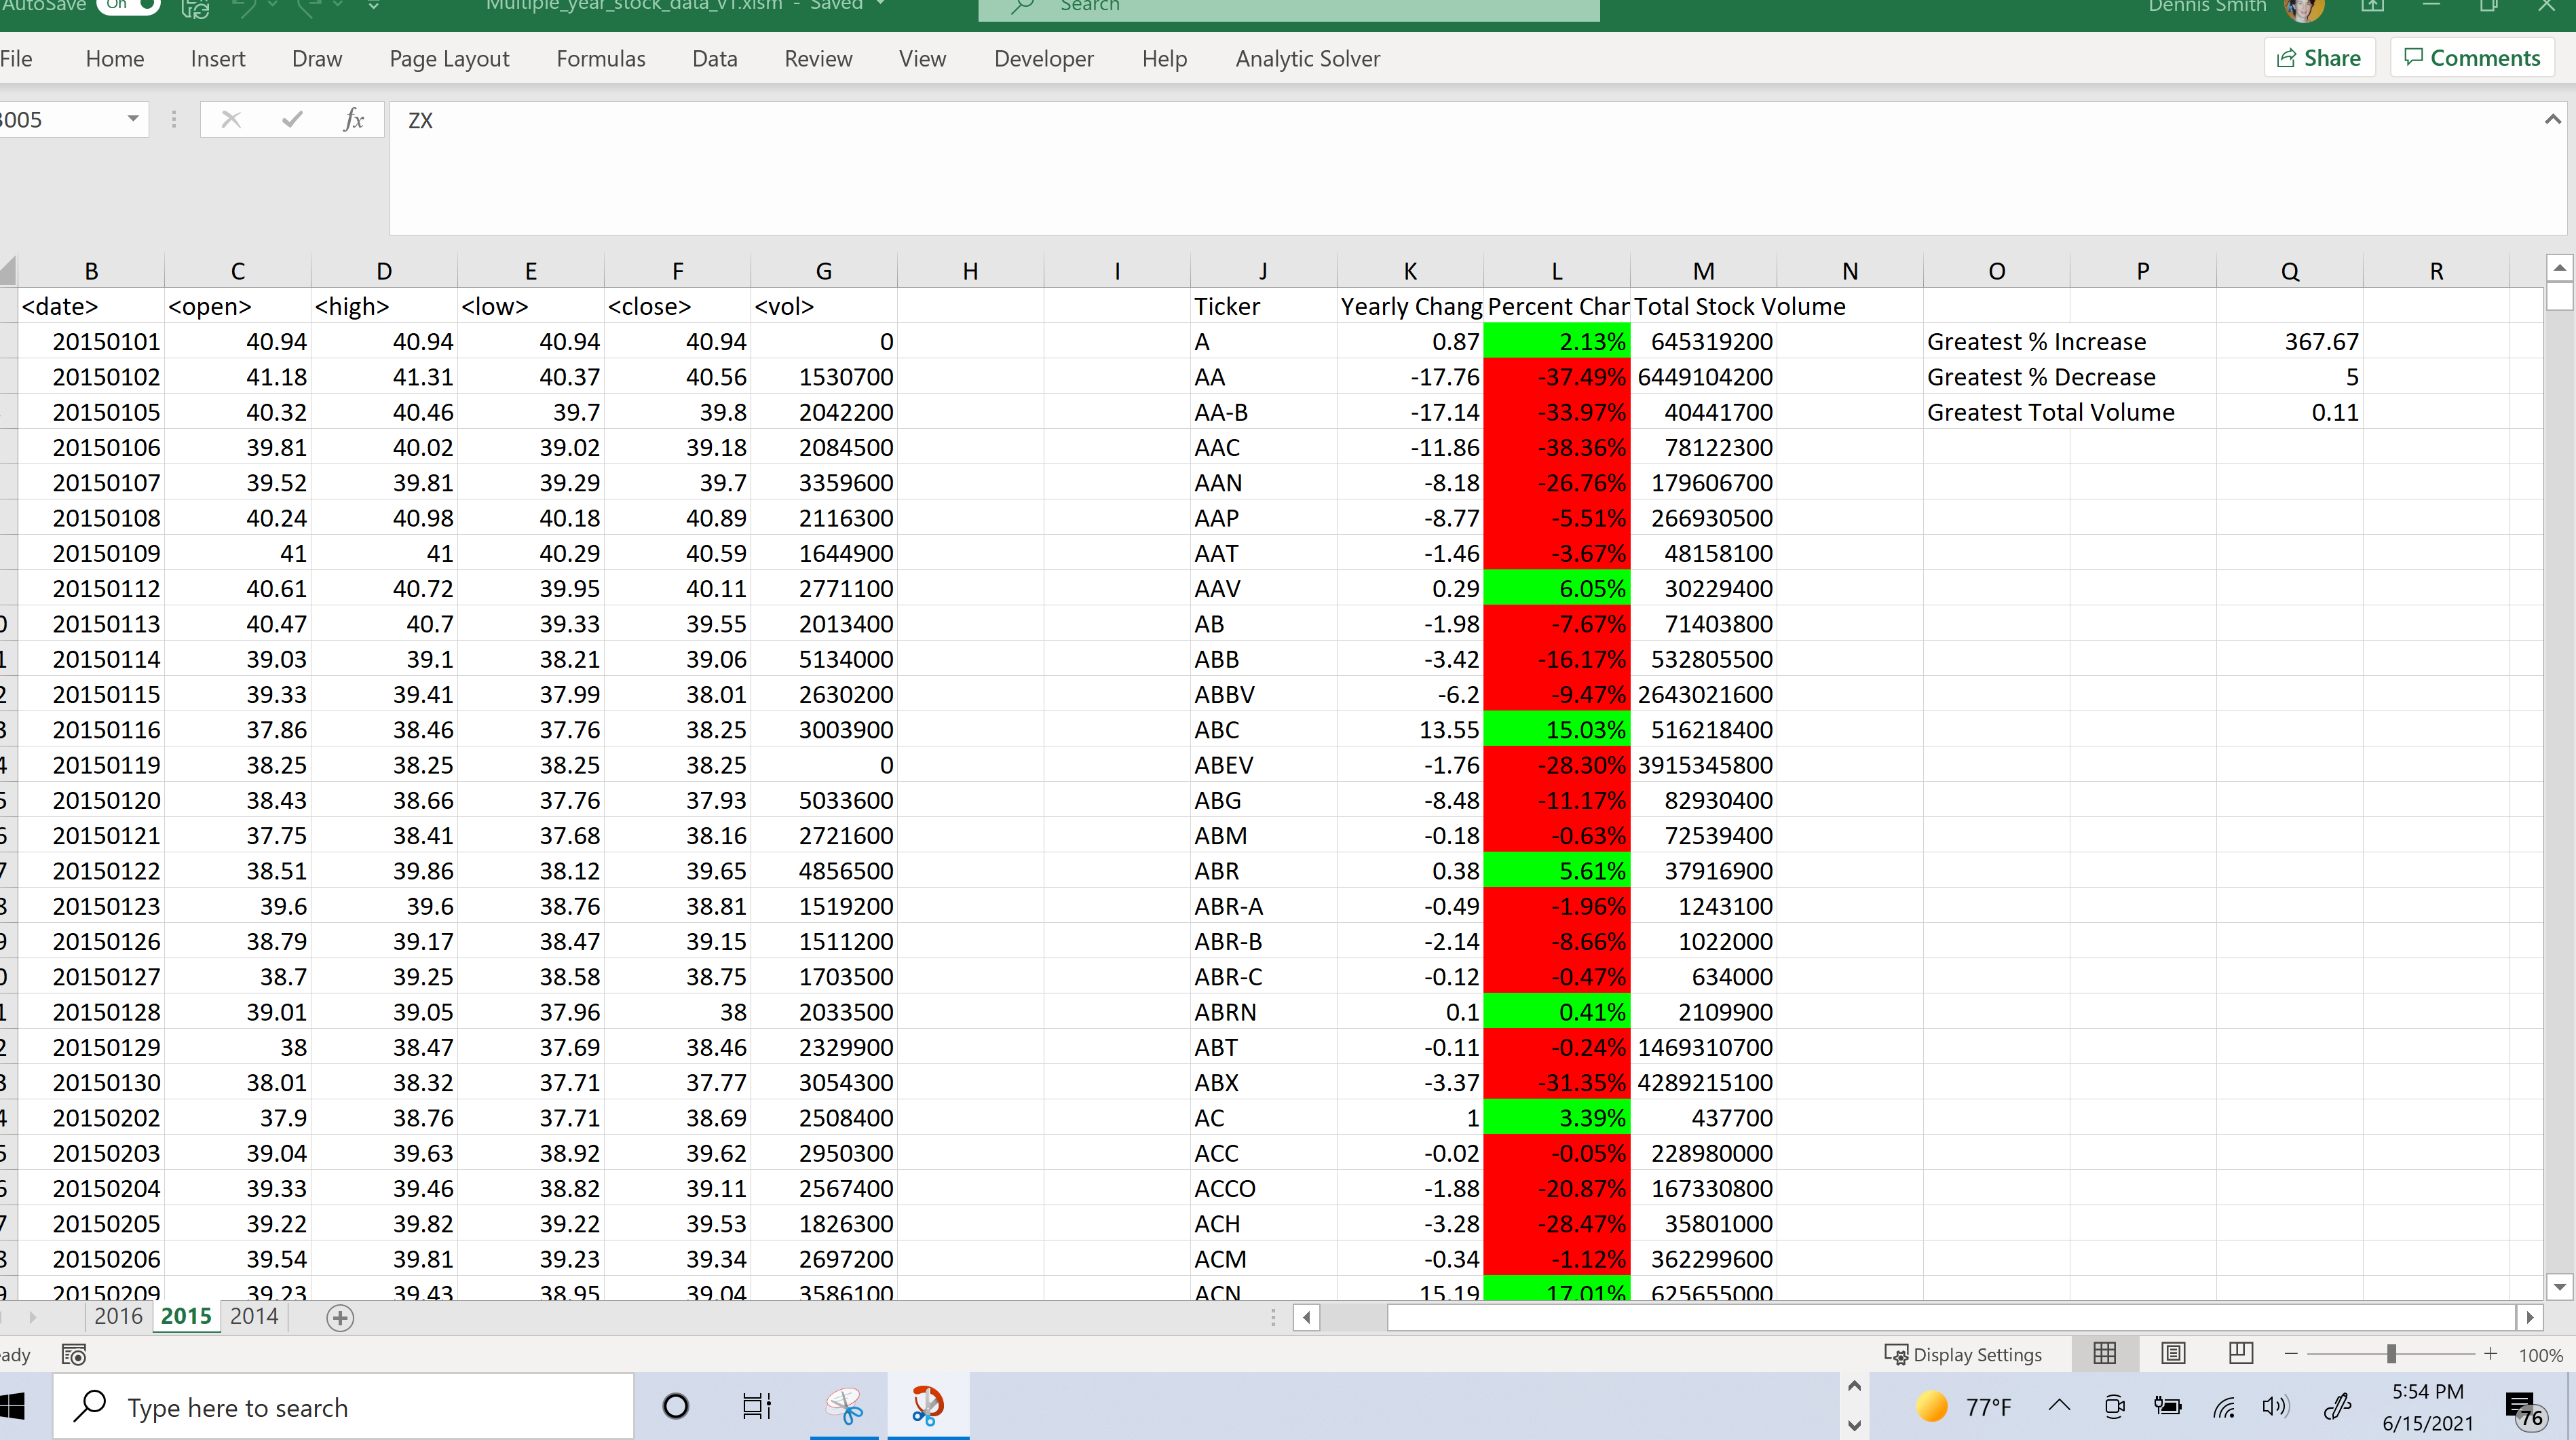 AutoSave On Multiple_year_stock_data_v1.xlsm - Saved Search Dennis Smith
File Home Insert Draw Page Layout Formulas Data Review View Developer Help Analytic Solver Share Comments
3005 fx ZX
B C D E F G H I J K L M N O P Q R
<date> <open> <high> <low> <close> <vol> Ticker Yearly Chang Percent Char Total Stock Volume
20150101 40.94 40.94 40.94 40.94 0 A 0.87 2.13% 645319200 Greatest % Increase 367.67
20150102 41.18 41.31 40.37 40.56 1530700 AA -17.76 -37.49% 6449104200 Greatest % Decrease 5
20150105 40.32 40.46 39.7 39.8 2042200 AA-B -17.14 -33.97% 40441700 Greatest Total Volume 0.11
20150106 39.81 40.02 39.02 39.18 2084500 AAC -11.86 -38.36% 78122300
20150107 39.52 39.81 39.29 39.7 3359600 AAN -8.18 -26.76% 179606700
20150108 40.24 40.98 40.18 40.89 2116300 AAP -8.77 -5.51% 266930500
20150109 41 41 40.29 40.59 1644900 AAT -1.46 -3.67% 48158100
20150112 40.61 40.72 39.95 40.11 2771100 AAV 0.29 6.05% 30229400
0 20150113 40.47 40.7 39.33 39.55 2013400 AB -1.98 -7.67% 71403800
1 20150114 39.03 39.1 38.21 39.06 5134000 ABB -3.42 -16.17% 532805500
2 20150115 39.33 39.41 37.99 38.01 2630200 ABBV -6.2 -9.47% 2643021600
3 20150116 37.86 38.46 37.76 38.25 3003900 ABC 13.55 15.03% 516218400
4 20150119 38.25 38.25 38.25 38.25 0 ABEV -1.76 -28.30% 3915345800
5 20150120 38.43 38.66 37.76 37.93 5033600 ABG -8.48 -11.17% 82930400
6 20150121 37.75 38.41 37.68 38.16 2721600 ABM -0.18 -0.63% 72539400
7 20150122 38.51 39.86 38.12 39.65 4856500 ABR 0.38 5.61% 37916900
8 20150123 39.6 39.6 38.76 38.81 1519200 ABR-A -0.49 -1.96% 1243100
9 20150126 38.79 39.17 38.47 39.15 1511200 ABR-B -2.14 -8.66% 1022000
0 20150127 38.7 39.25 38.58 38.75 1703500 ABR-C -0.12 -0.47% 634000
1 20150128 39.01 39.05 37.96 38 2033500 ABRN 0.1 0.41% 2109900
2 20150129 38 38.47 37.69 38.46 2329900 ABT -0.11 -0.24% 1469310700
3 20150130 38.01 38.32 37.71 37.77 3054300 ABX -3.37 -31.35% 4289215100
4 20150202 37.9 38.76 37.71 38.69 2508400 AC 1 3.39% 437700
5 20150203 39.04 39.63 38.92 39.62 2950300 ACC -0.02 -0.05% 228980000
6 20150204 39.33 39.46 38.82 39.11 2567400 ACCO -1.88 -20.87% 167330800
7 20150205 39.22 39.82 39.22 39.53 1826300 ACH -3.28 -28.47% 35801000
8 20150206 39.54 39.81 39.23 39.34 2697200 ACM -0.34 -1.12% 362299600
9 20150209 39.23 39.43 38.95 39.04 3586100 ACN 15.19 17.01% 625655000
2016 2015 2014
ady Display Settings 100%
Type here to search 77°F 5:54 PM
6/15/2021 76